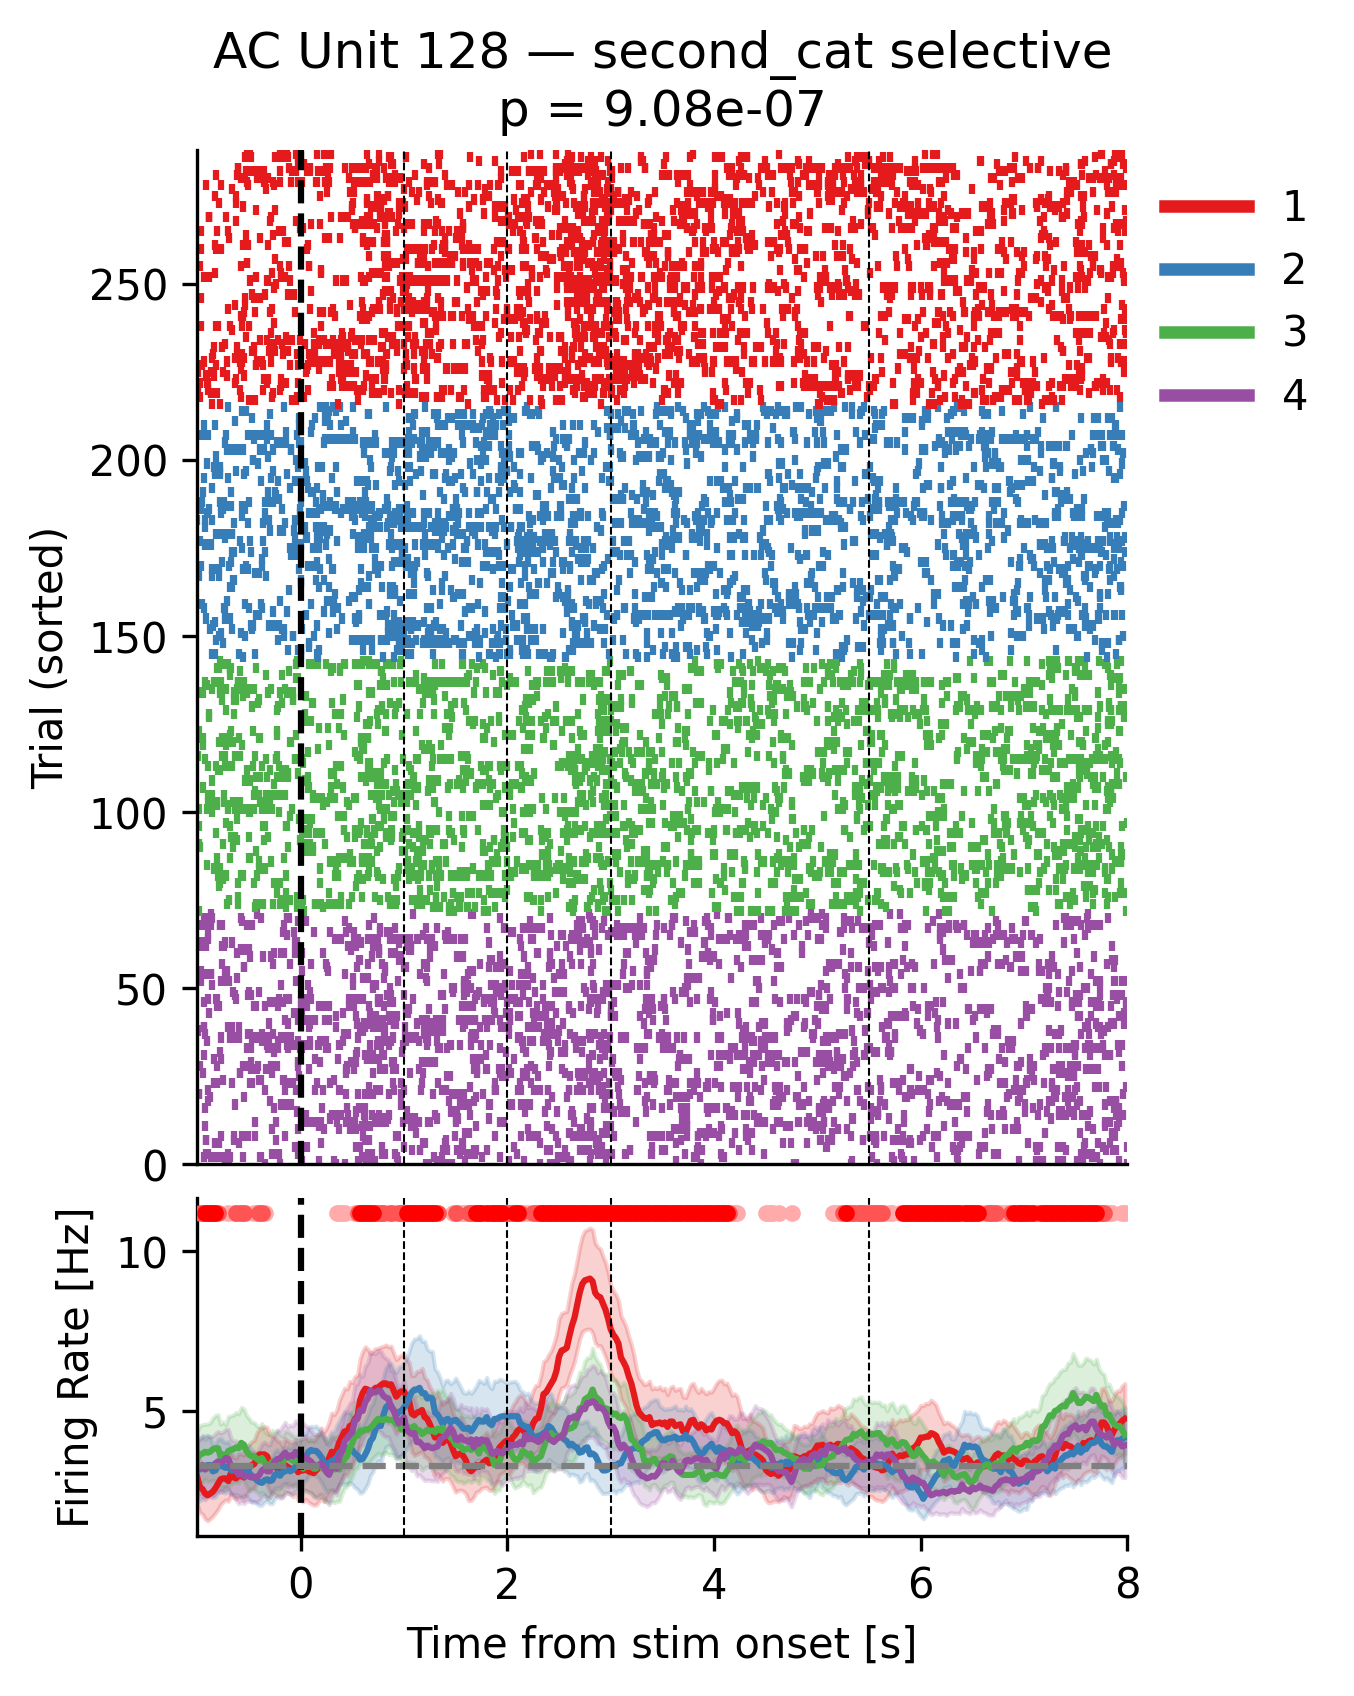 AC Unit 128 — second_cat selective
p = 9.08e-07
1
2
3
4
250
200
150
100
50
0
Trial (sorted)
10
5
Firing Rate [Hz]
0 2 4 6 8
Time from stim onset [s]